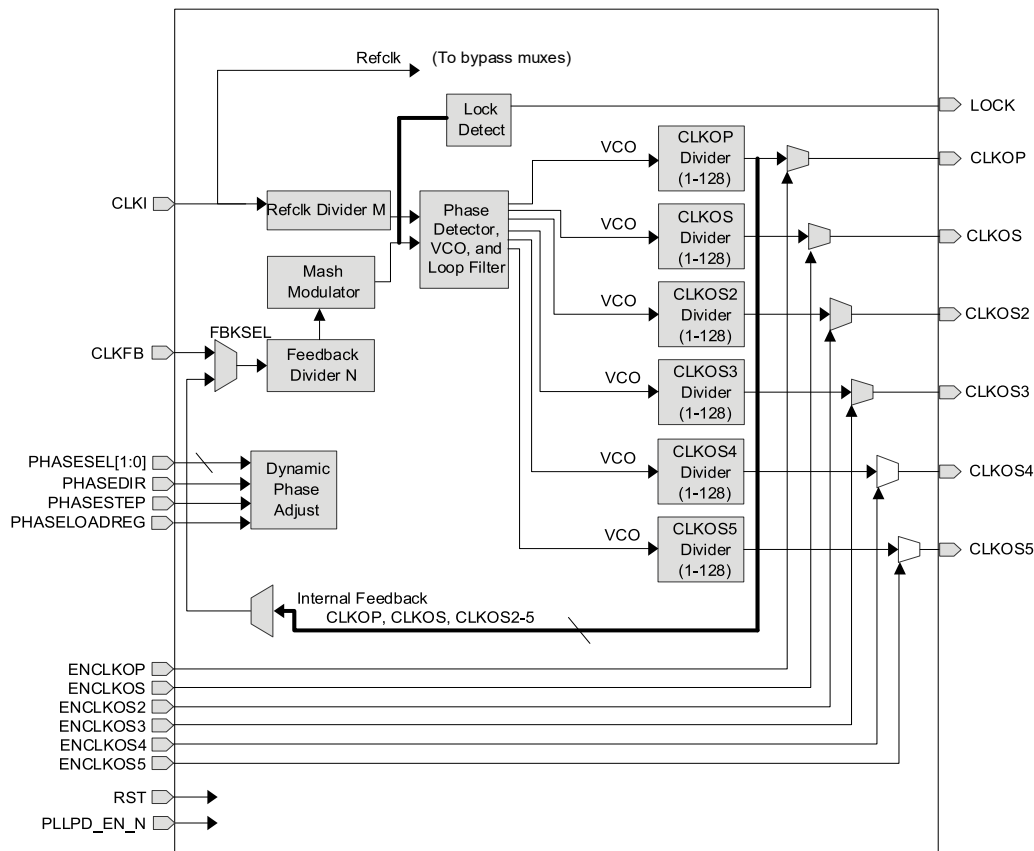 Refclk (To bypass muxes)
Lock
Detect
LOCK
VCO
CLKOP
Divider
(1-128)
CLKOP
CLKI
Refclk Divider M
Phase
Detector,
VCO, and
Loop Filter
VCO
CLKOS
Divider
(1-128)
CLKOS
Mash
Modulator
VCO
CLKOS2
Divider
(1-128)
CLKOS2
FBKSEL
CLKFB
Feedback
Divider N
VCO
CLKOS3
Divider
(1-128)
CLKOS3
PHASESEL[1:0]
PHASEDIR
PHASESTEP
PHASELOADREG
Dynamic
Phase
Adjust
VCO
CLKOS4
Divider
(1-128)
CLKOS4
VCO
CLKOS5
Divider
(1-128)
CLKOS5
Internal Feedback
CLKOP, CLKOS, CLKOS2-5
ENCLKOP
ENCLKOS
ENCLKOS2
ENCLKOS3
ENCLKOS4
ENCLKOS5
RST
PLLPD_EN_N